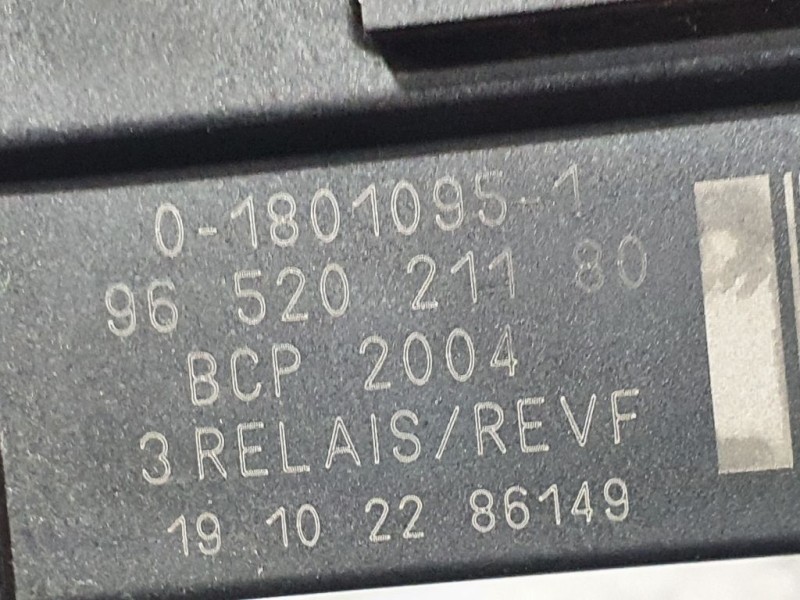 0-1801095-1
96 520 211 80
BCP 2004
3 RELAIS/REVF
19 10 22 86149